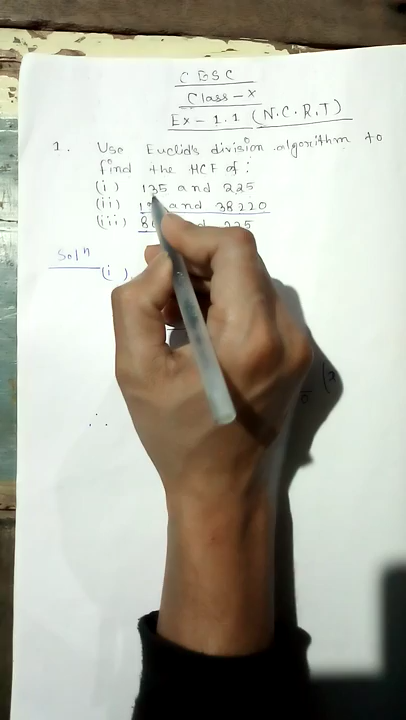 CBSC
Class-X
Ex-1.1 (N.C.R.T)
1. Use Euclid's division algorithm to
find the HCF of:
(i) 135 and 225
(ii) and 38220
(iii) 225
Solⁿ (i)
∴